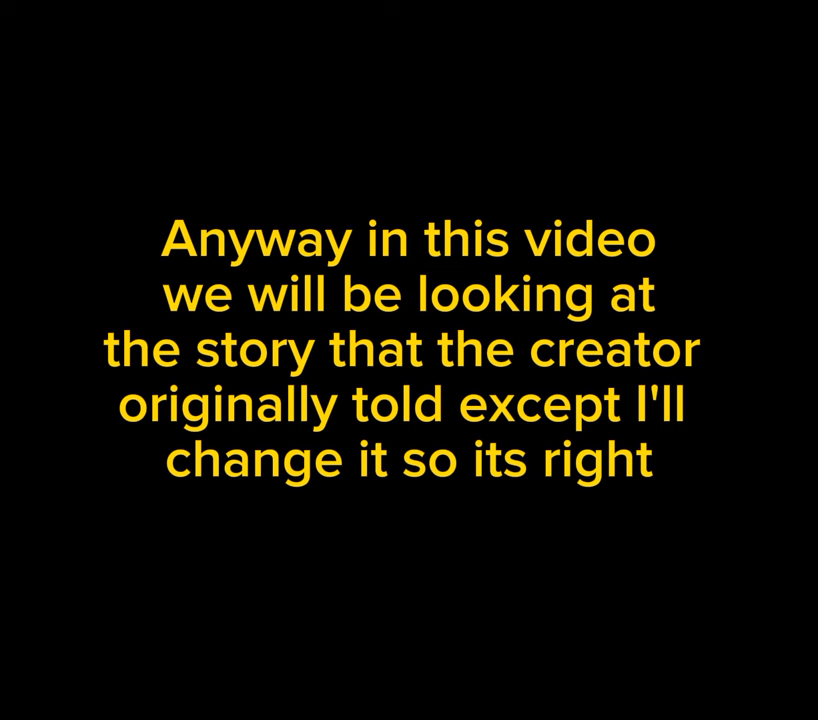 Anyway in this video
we will be looking at
the story that the creator
originally told except I'll
change it so its right